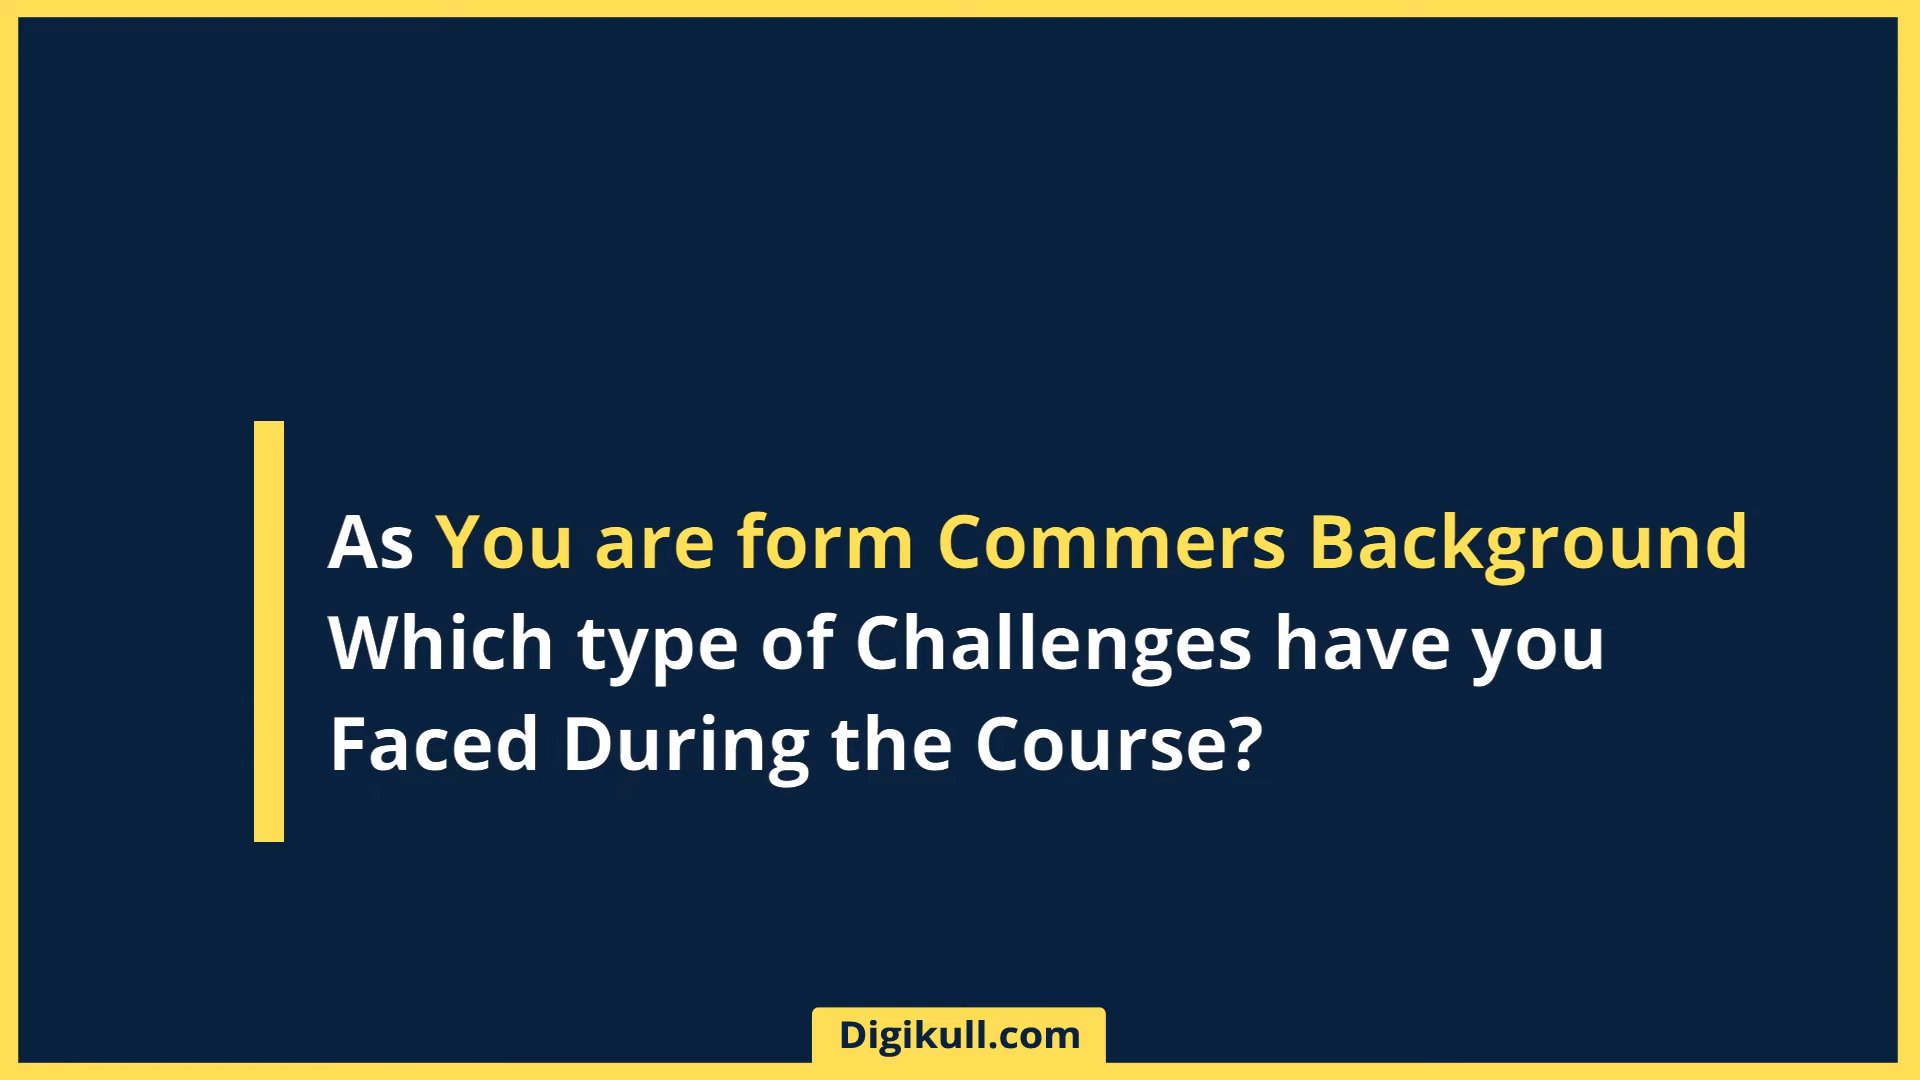 As You are form Commers Background
Which type of Challenges have you
Faced During the Course?
Digikull.com